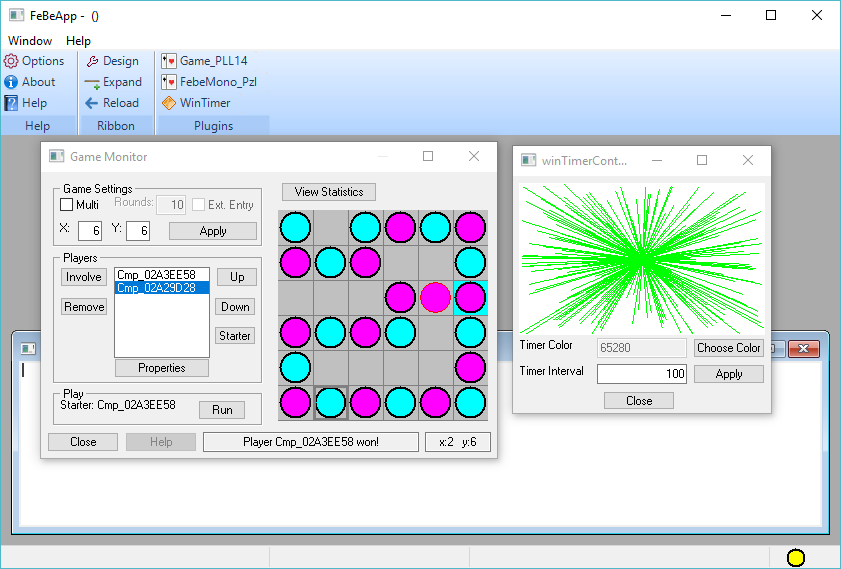 FeBeApp - ()
Window Help
Options Design Game_PLL14
About Expand FebeMono_Pzl
Help Reload WinTimer
Help Ribbon Plugins
Game Monitor
Game Settings
Multi Rounds: 10 Ext. Entry
X: 6 Y: 6 Apply
Players
Involve Cmp_02A3EE58 Up
Cmp_02A29D28
Remove Down
Starter
Properties
Play
Starter: Cmp_02A3EE58 Run
View Statistics
Close Help Player Cmp_02A3EE58 won! x:2 y:6
winTimerCont...
Timer Color 65280 Choose Color
Timer Interval 100 Apply
Close